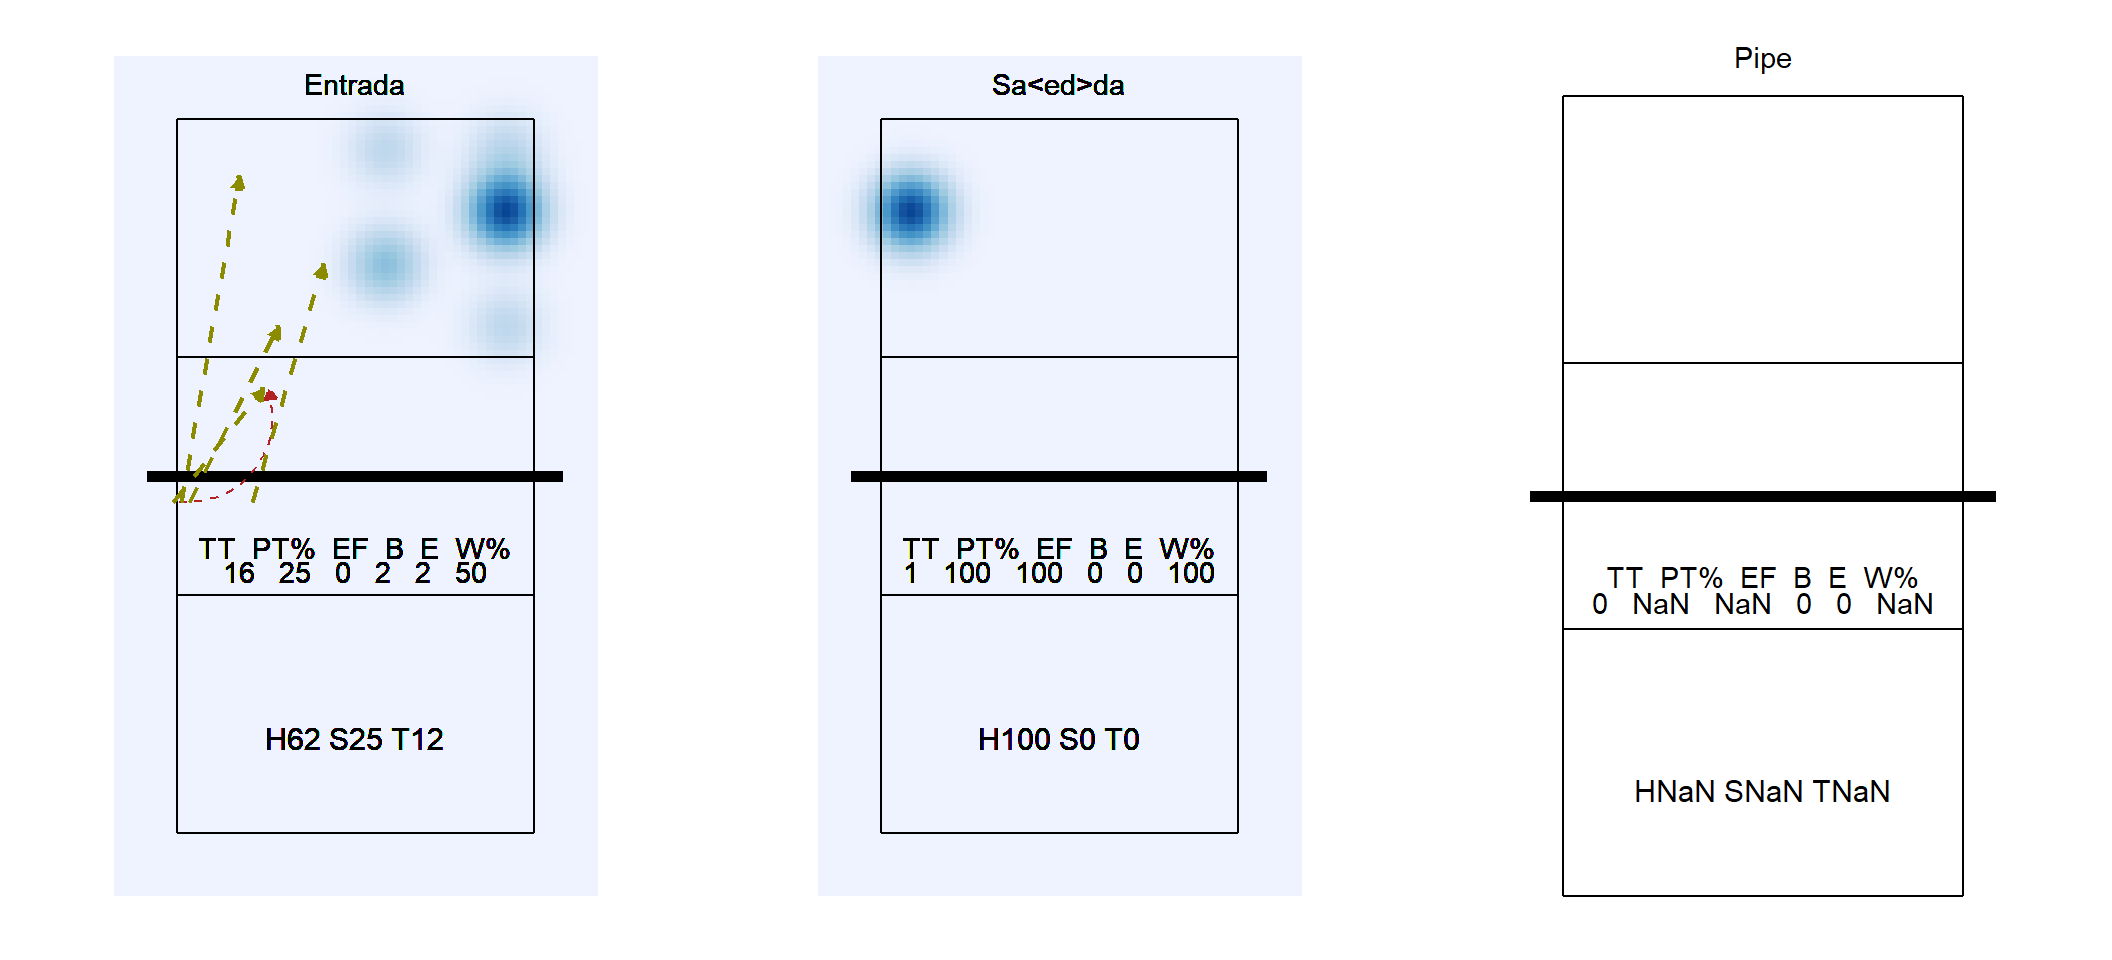 Entrada
TT PT% EF B E W%
16 25 0 2 2 50
H62 S25 T12
Sa<ed>da
TT PT% EF B E W%
1 100 100 0 0 100
H100 S0 T0
Pipe
TT PT% EF B E W%
0 NaN NaN 0 0 NaN
HNaN SNaN TNaN